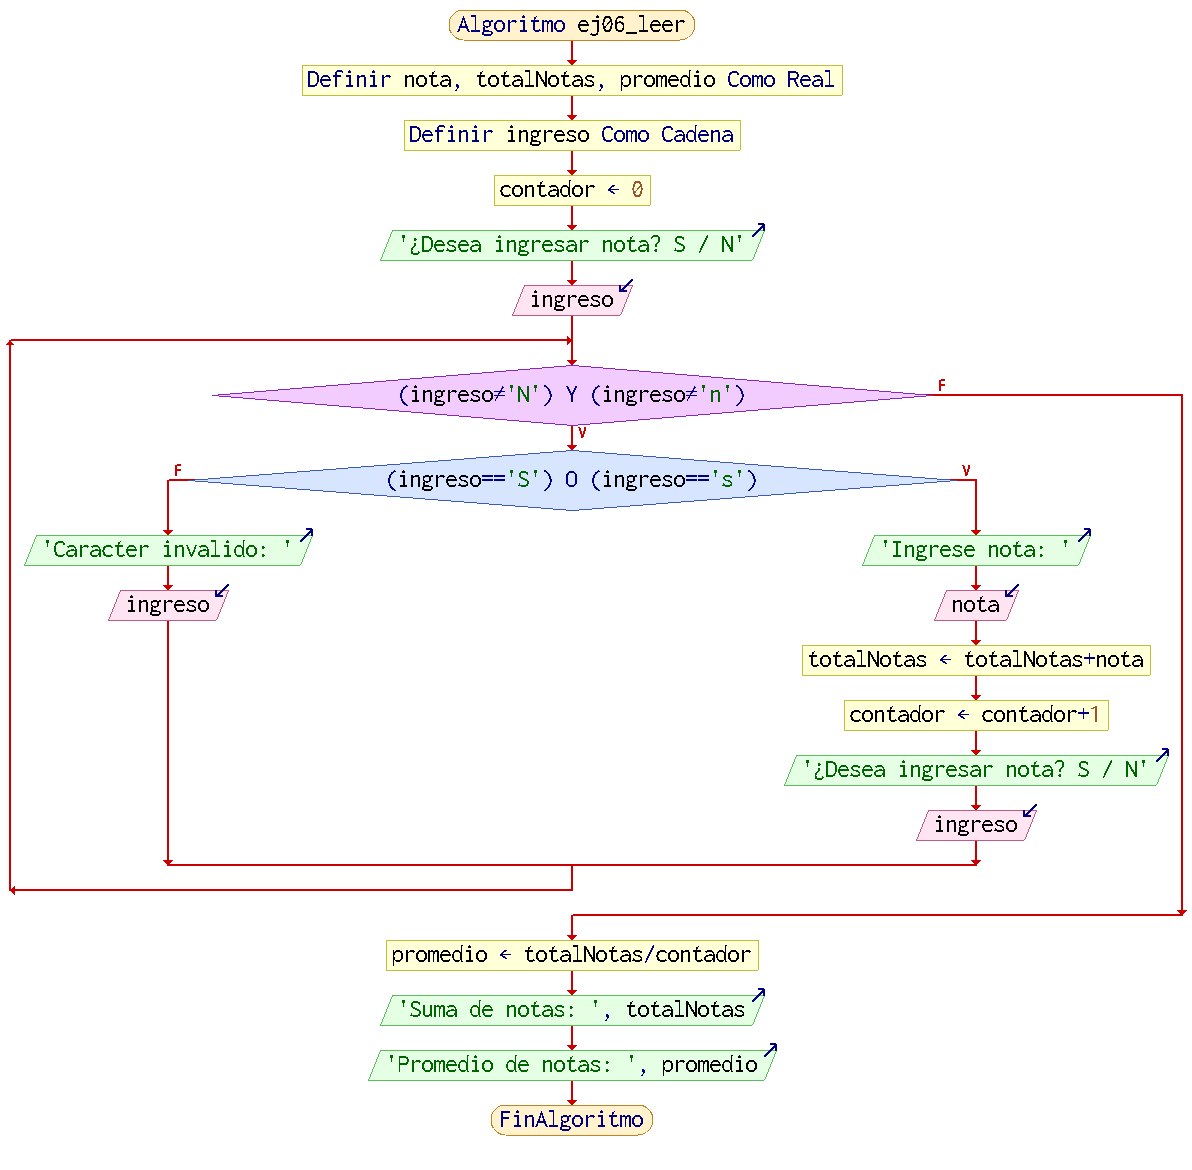 Algoritmo ej06_leer
Definir nota, totalNotas, promedio Como Real
Definir ingreso Como Cadena
contador ← 0
'¿Desea ingresar nota? S / N'
ingreso
(ingreso≠'N') Y (ingreso≠'n')
F
V
(ingreso=='S') O (ingreso=='s')
F
V
'Caracter invalido: '
ingreso
'Ingrese nota: '
nota
totalNotas ← totalNotas+nota
contador ← contador+1
'¿Desea ingresar nota? S / N'
ingreso
promedio ← totalNotas/contador
'Suma de notas: ', totalNotas
'Promedio de notas: ', promedio
FinAlgoritmo